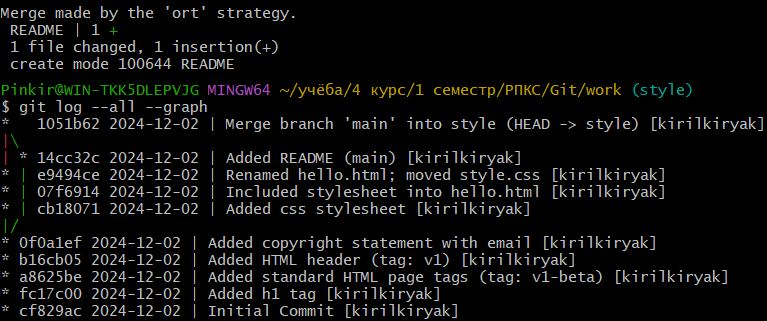 Merge made by the 'ort' strategy.
 README | 1 +
 1 file changed, 1 insertion(+)
 create mode 100644 README
Pinkir@WIN-TKK5DLEPVJG MINGW64 ~/учёба/4 курс/1 семестр/РПКС/Git/work (style)
$ git log --all --graph
*   1051b62 2024-12-02 | Merge branch 'main' into style (HEAD -> style) [kirilkiryak]
|\
| * 14cc32c 2024-12-02 | Added README (main) [kirilkiryak]
* | e9494ce 2024-12-02 | Renamed hello.html; moved style.css [kirilkiryak]
* | 07f6914 2024-12-02 | Included stylesheet into hello.html [kirilkiryak]
* | cb18071 2024-12-02 | Added css stylesheet [kirilkiryak]
|/
* 0f0a1ef 2024-12-02 | Added copyright statement with email [kirilkiryak]
* b16cb05 2024-12-02 | Added HTML header (tag: v1) [kirilkiryak]
* a8625be 2024-12-02 | Added standard HTML page tags (tag: v1-beta) [kirilkiryak]
* fc17c00 2024-12-02 | Added h1 tag [kirilkiryak]
* cf829ac 2024-12-02 | Initial Commit [kirilkiryak]